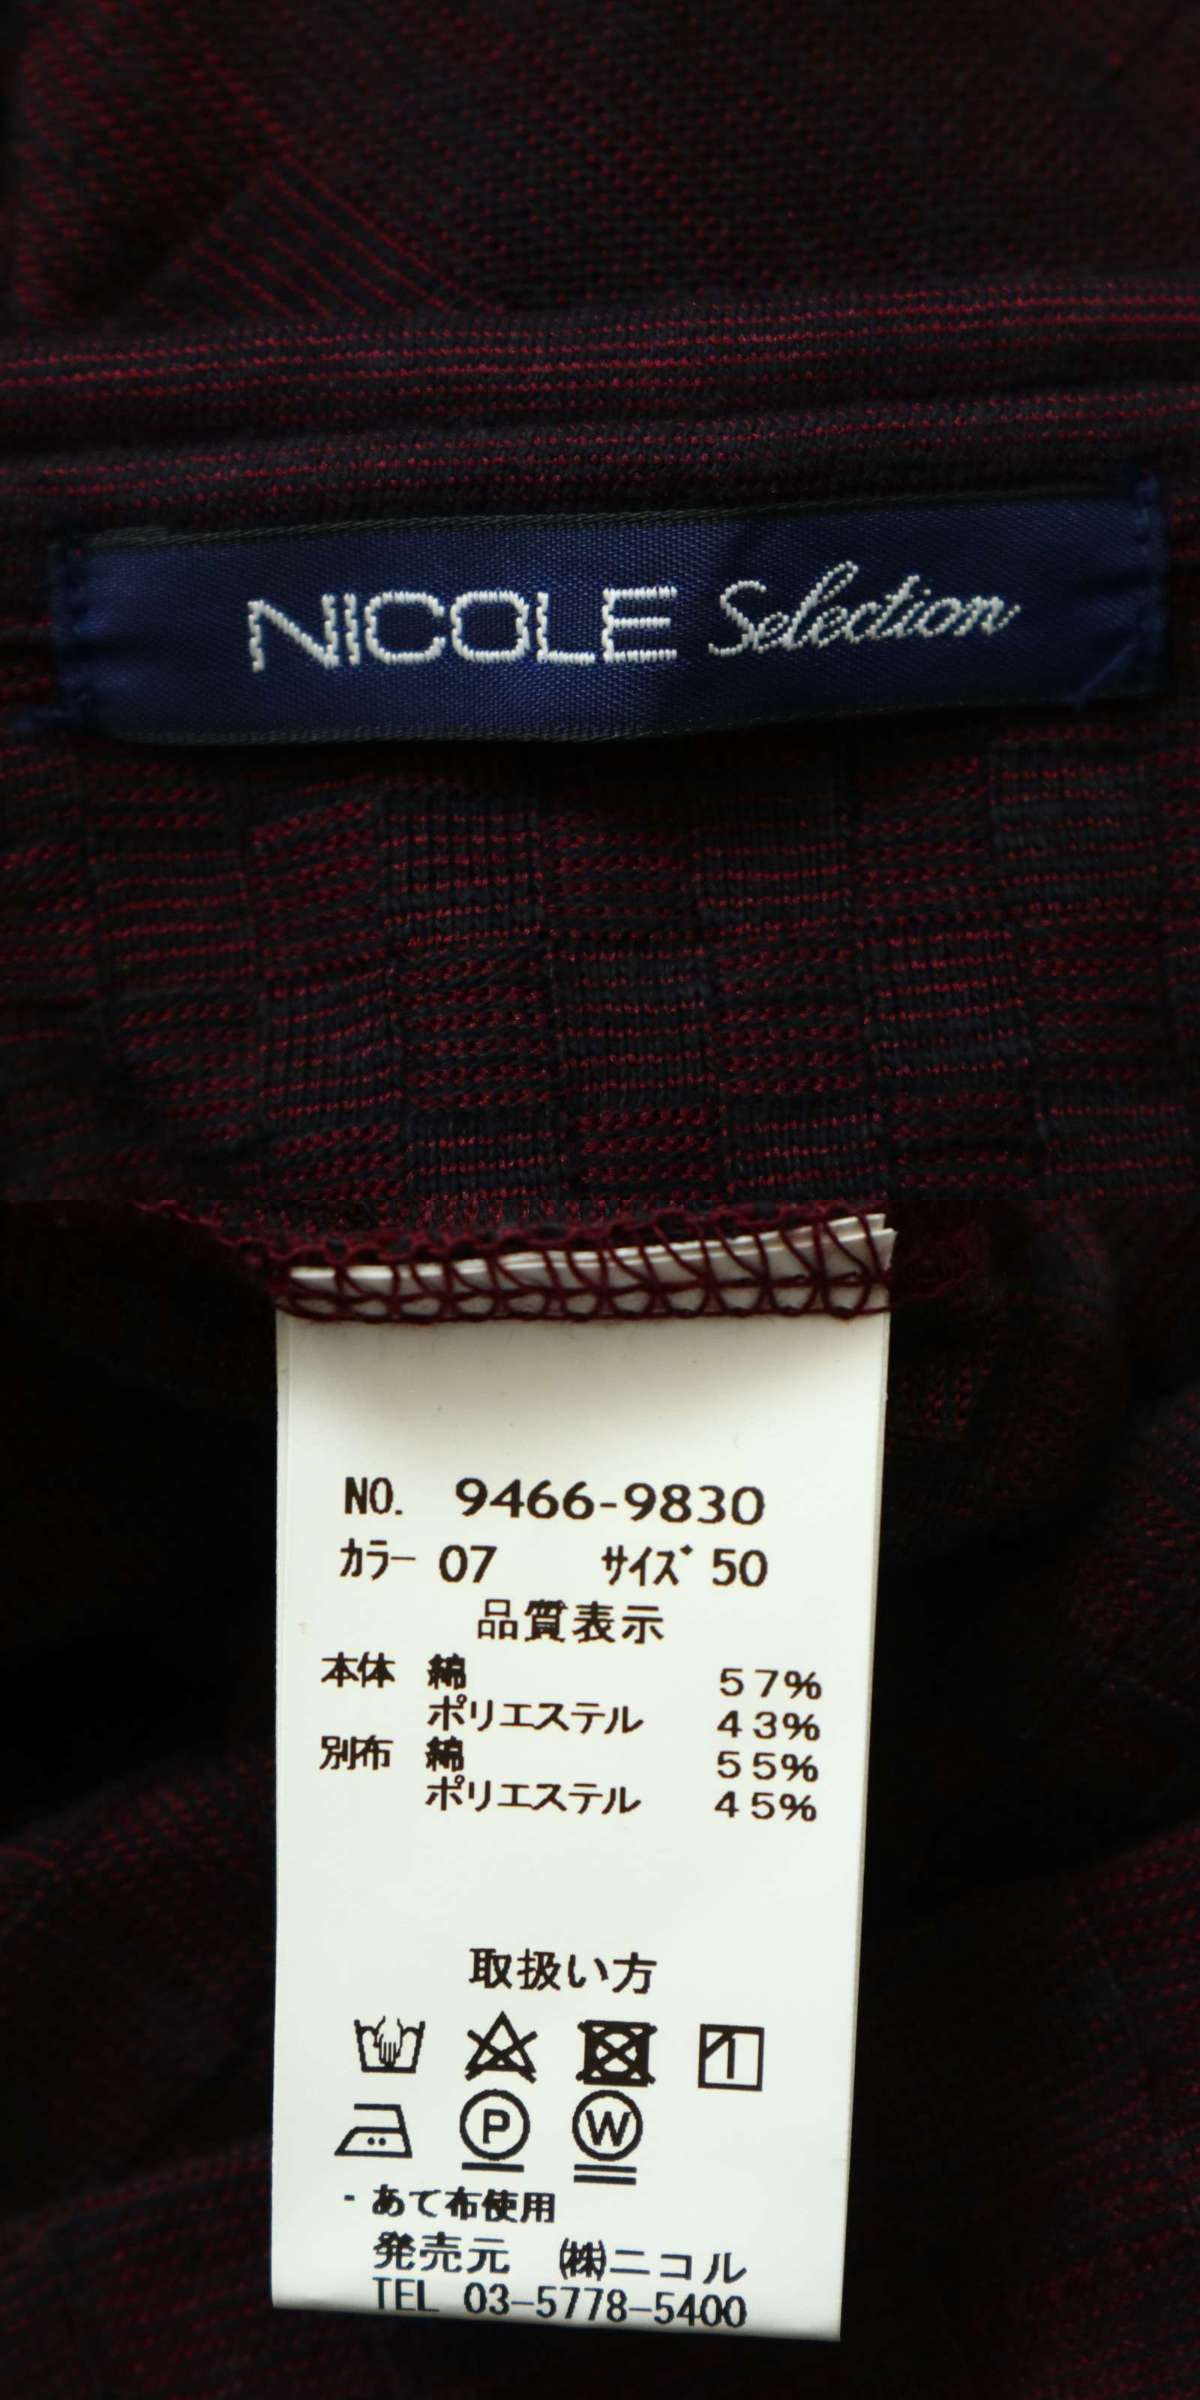 NICOLE Selection
NO. 9466-9830
カラー 07 サイズ 50
品質表示
本体 綿 57%
ポリエステル 43%
別布 綿 55%
ポリエステル 45%
取扱い方
P W
- あて布使用
発売元 ㈱ニコル
TEL 03-5778-5400